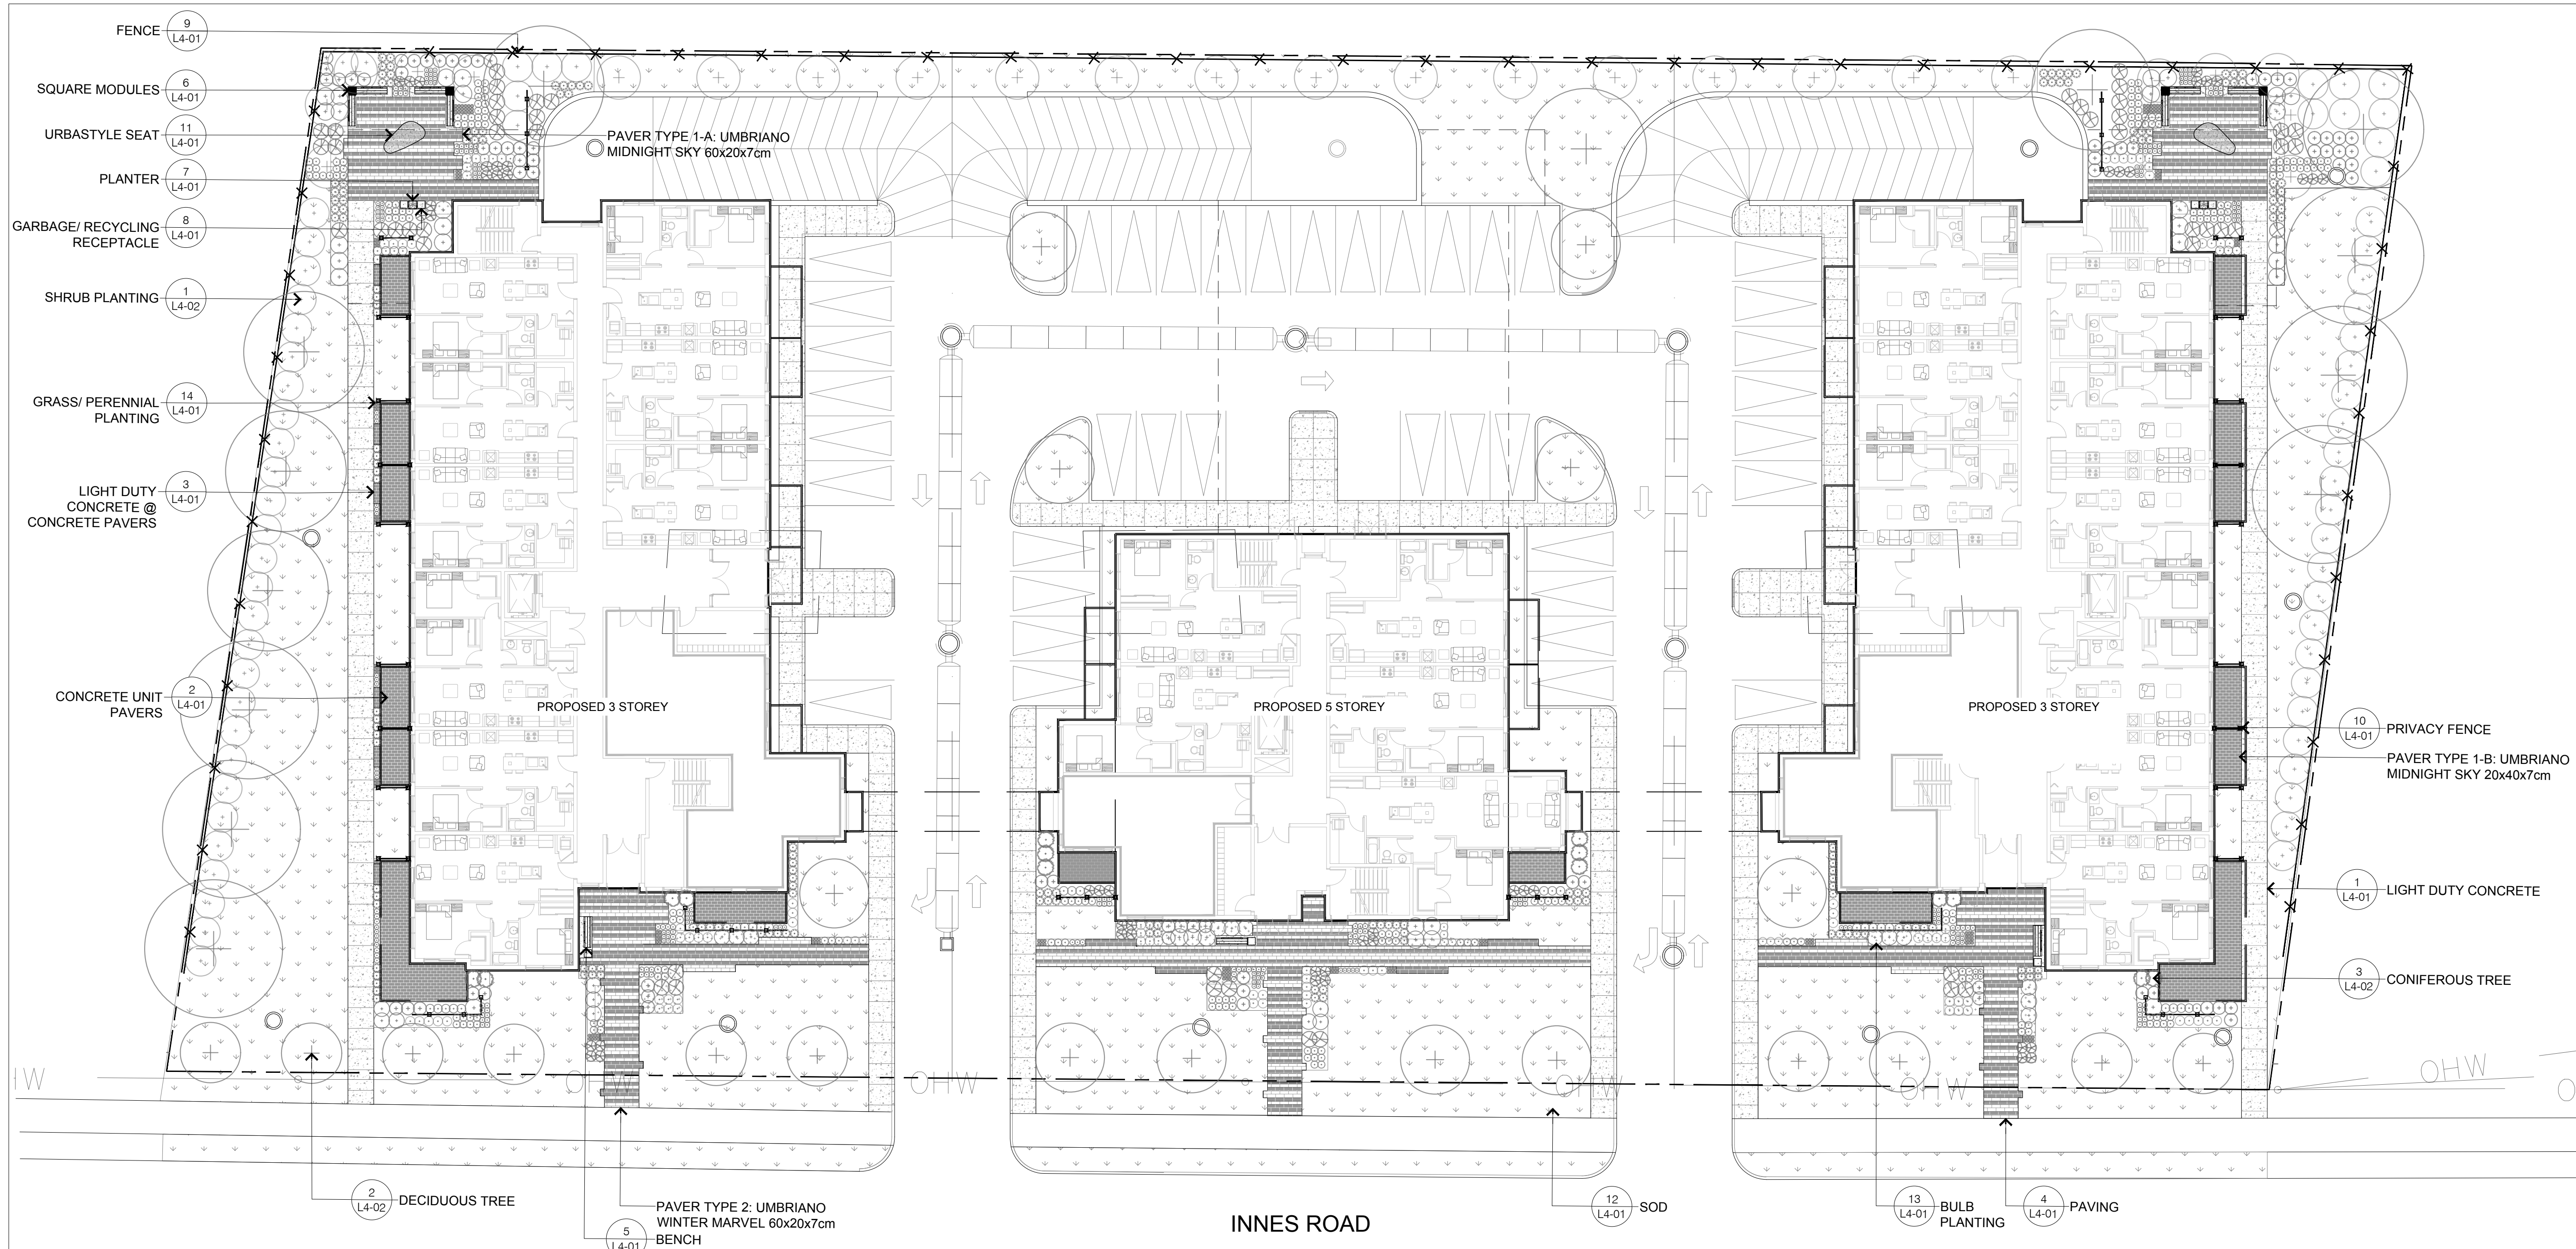 FENCE
9
L4-01
SQUARE MODULES
6
L4-01
URBASTYLE SEAT
11
L4-01
PLANTER
7
L4-01
GARBAGE/ RECYCLING
RECEPTACLE
8
L4-01
SHRUB PLANTING
1
L4-02
GRASS/ PERENNIAL
PLANTING
14
L4-01
LIGHT DUTY
CONCRETE @
CONCRETE PAVERS
3
L4-01
CONCRETE UNIT
PAVERS
2
L4-01
PAVER TYPE 1-A: UMBRIANO
MIDNIGHT SKY 60x20x7cm
PROPOSED 3 STOREY
PROPOSED 5 STOREY
PROPOSED 3 STOREY
10
L4-01
PRIVACY FENCE
PAVER TYPE 1-B: UMBRIANO
MIDNIGHT SKY 20x40x7cm
1
L4-01
LIGHT DUTY CONCRETE
3
L4-02
CONIFEROUS TREE
OHW
OHW
OHW
OHW
OHW
2
L4-02
DECIDUOUS TREE
PAVER TYPE 2: UMBRIANO
WINTER MARVEL 60x20x7cm
5
L4-01
BENCH
INNES ROAD
12
L4-01
SOD
13
L4-01
BULB
PLANTING
4
L4-01
PAVING